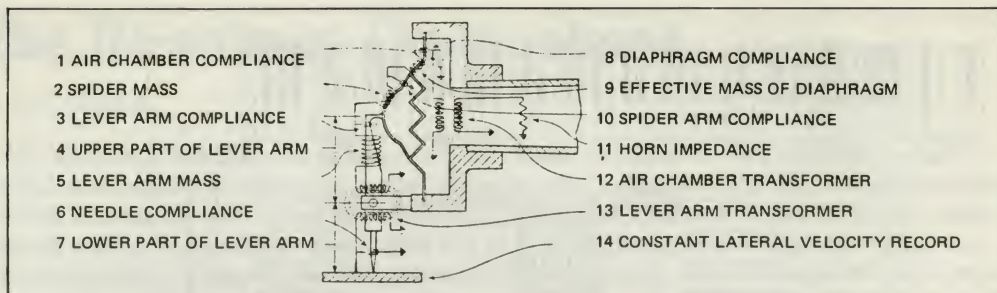 1 AIR CHAMBER COMPLIANCE
2 SPIDER MASS
3 LEVER ARM COMPLIANCE
4 UPPER PART OF LEVER ARM
5 LEVER ARM MASS
6 NEEDLE COMPLIANCE
7 LOWER PART OF LEVER ARM
8 DIAPHRAGM COMPLIANCE
9 EFFECTIVE MASS OF DIAPHRAGM
10 SPIDER ARM COMPLIANCE
11 HORN IMPEDANCE
12 AIR CHAMBER TRANSFORMER
13 LEVER ARM TRANSFORMER
14 CONSTANT LATERAL VELOCITY RECORD